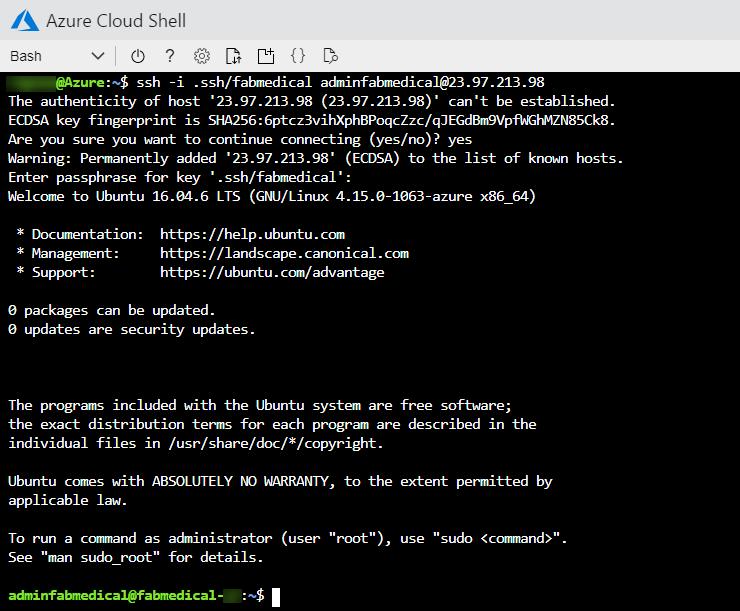 Azure Cloud Shell
Bash
@Azure:~$ ssh -i .ssh/fabmedical adminfabmedical@23.97.213.98
The authenticity of host '23.97.213.98 (23.97.213.98)' can't be established.
ECDSA key fingerprint is SHA256:6ptcz3vihXphBPoqcZzc/qJEGdBm9VpfWGhMZN85Ck8.
Are you sure you want to continue connecting (yes/no)? yes
Warning: Permanently added '23.97.213.98' (ECDSA) to the list of known hosts.
Enter passphrase for key '.ssh/fabmedical':
Welcome to Ubuntu 16.04.6 LTS (GNU/Linux 4.15.0-1063-azure x86_64)
* Documentation:  https://help.ubuntu.com
* Management:     https://landscape.canonical.com
* Support:        https://ubuntu.com/advantage
0 packages can be updated.
0 updates are security updates.
The programs included with the Ubuntu system are free software;
the exact distribution terms for each program are described in the
individual files in /usr/share/doc/*/copyright.
Ubuntu comes with ABSOLUTELY NO WARRANTY, to the extent permitted by
applicable law.
To run a command as administrator (user "root"), use "sudo <command>".
See "man sudo_root" for details.
adminfabmedical@fabmedical-:~$